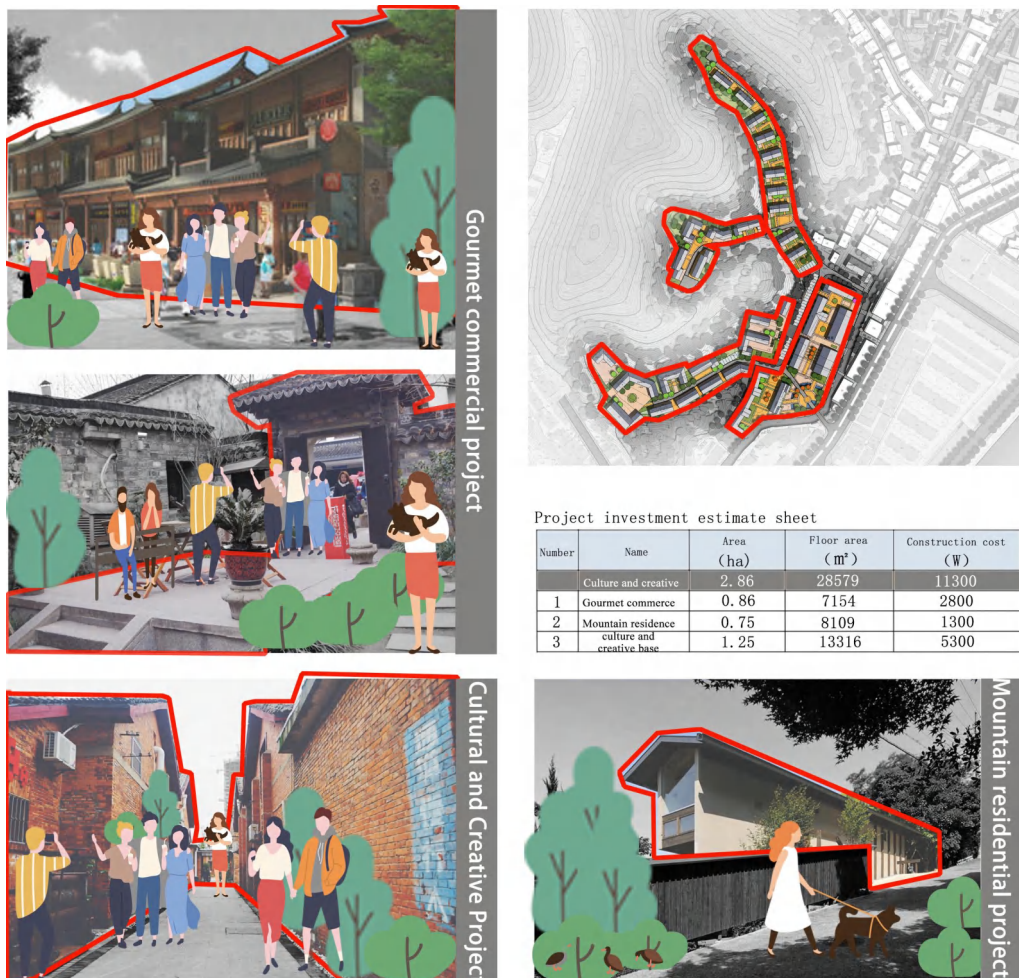 Gourmet commercial project
Project investment estimate sheet
Number Name Area (ha) Floor area (㎡) Construction cost (W)
Culture and creative 2.86 28579 11300
1 Gourmet commerce 0.86 7154 2800
2 Mountain residence 0.75 8109 1300
3 culture and creative base 1.25 13316 5300
Cultural and Creative Project
Mountain residential project